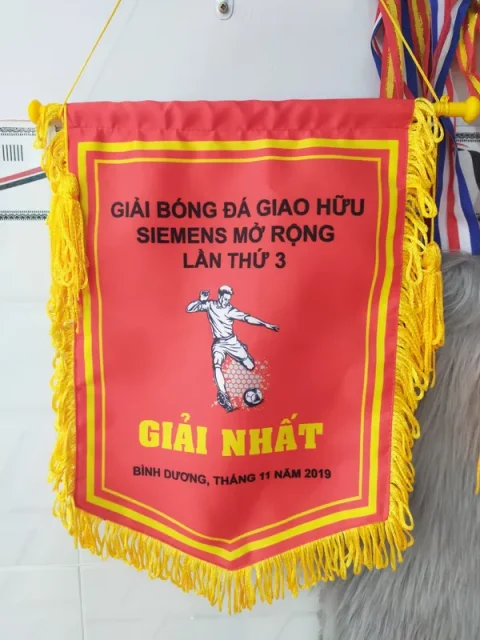 GIẢI BÓNG ĐÁ GIAO HỮU
SIEMENS MỞ RỘNG
LẦN THỨ 3
GIẢI NHẤT
BÌNH DƯƠNG, THÁNG 11 NĂM 2019